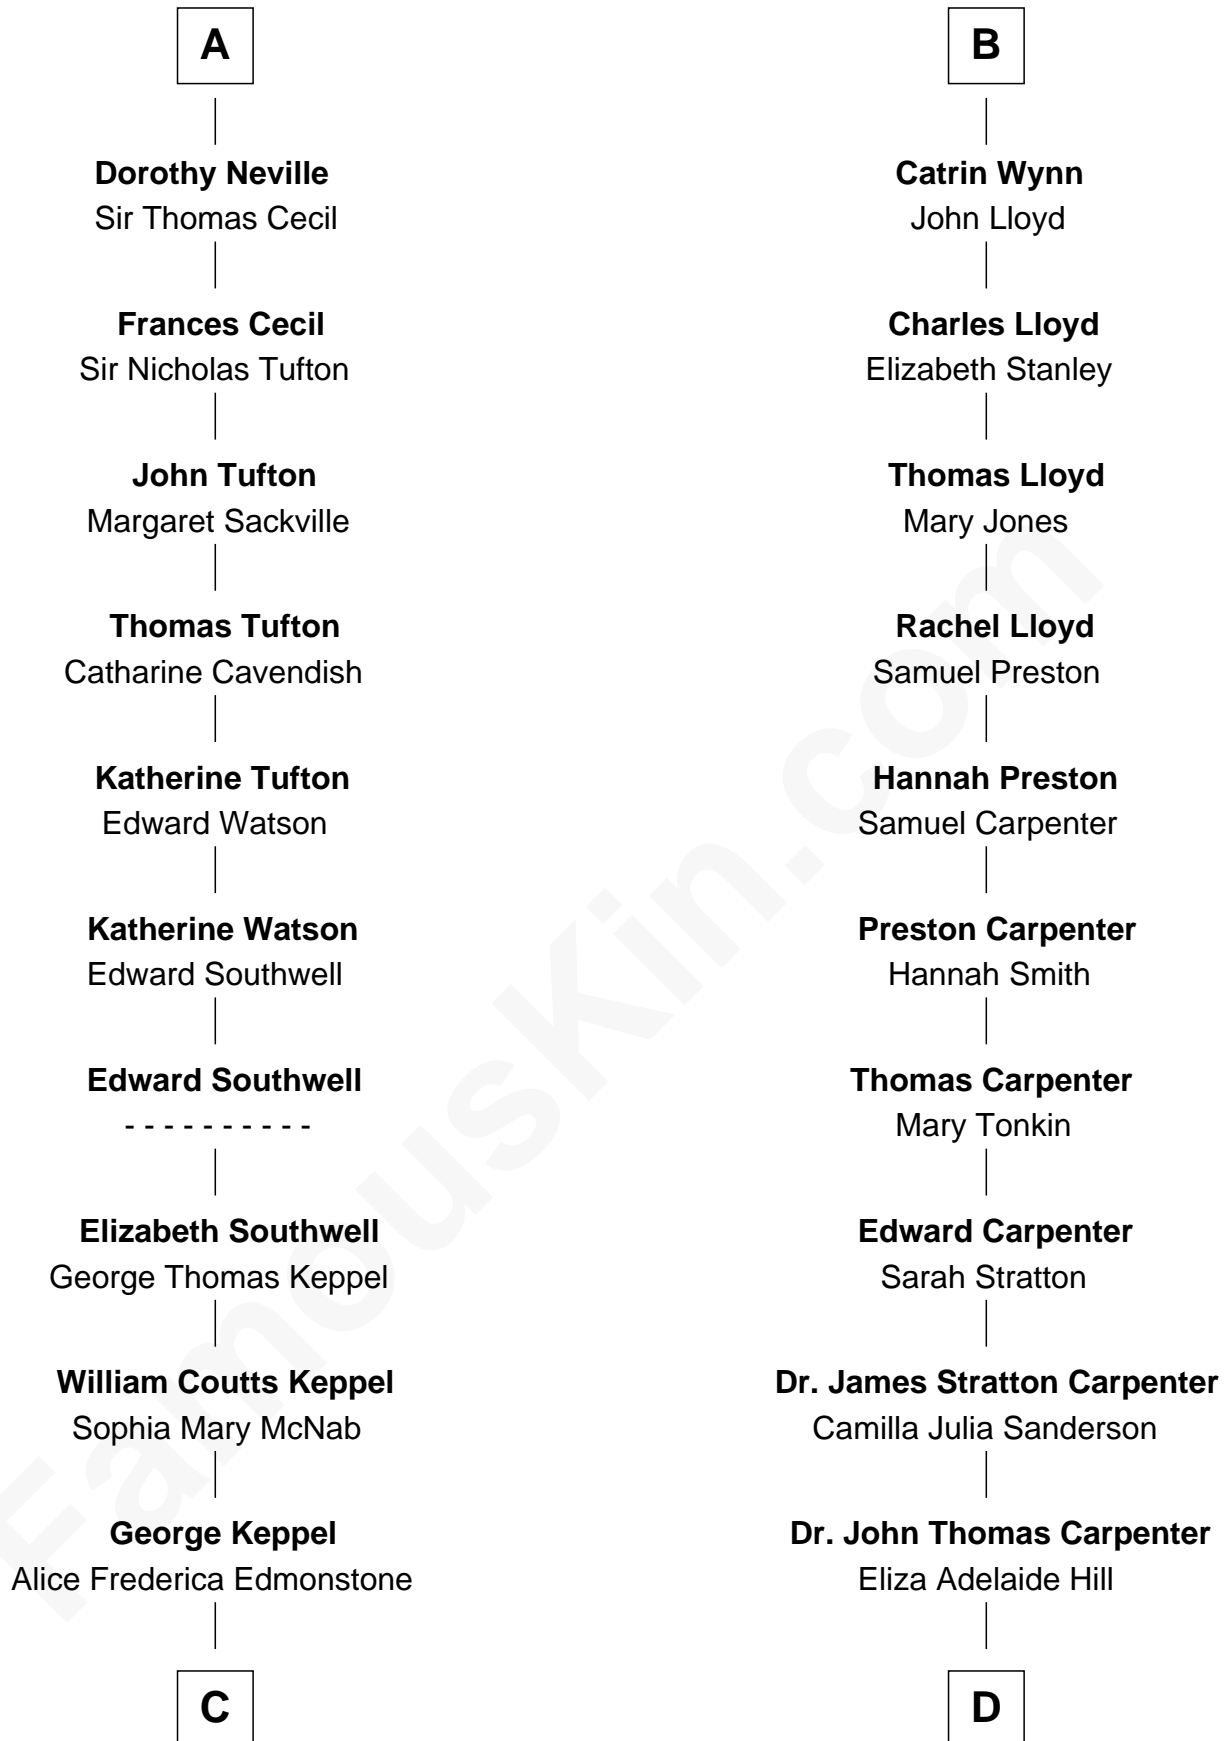 A
Dorothy Neville
Sir Thomas Cecil
Frances Cecil
Sir Nicholas Tufton
John Tufton
Margaret Sackville
Thomas Tufton
Catharine Cavendish
Katherine Tufton
Edward Watson
Katherine Watson
Edward Southwell
Edward Southwell
- - - - - - - - - -
Elizabeth Southwell
George Thomas Keppel
William Coutts Keppel
Sophia Mary McNab
George Keppel
Alice Frederica Edmonstone
C
B
Catrin Wynn
John Lloyd
Charles Lloyd
Elizabeth Stanley
Thomas Lloyd
Mary Jones
Rachel Lloyd
Samuel Preston
Hannah Preston
Samuel Carpenter
Preston Carpenter
Hannah Smith
Thomas Carpenter
Mary Tonkin
Edward Carpenter
Sarah Stratton
Dr. James Stratton Carpenter
Camilla Julia Sanderson
Dr. John Thomas Carpenter
Eliza Adelaide Hill
D
FamousKin.com